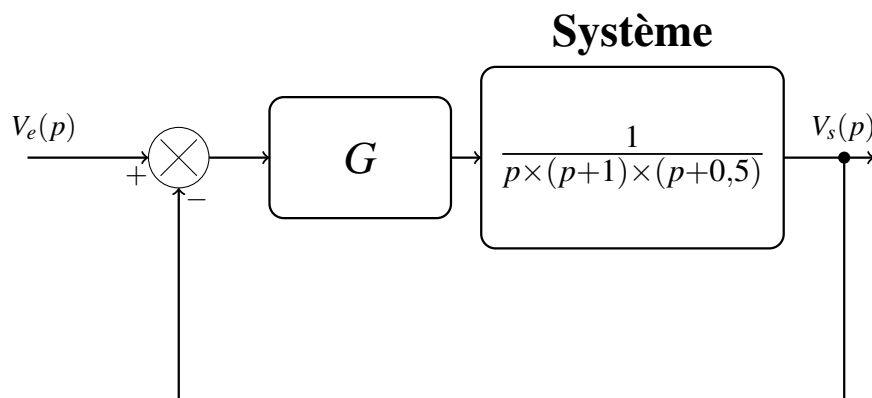 Système
V_e(p)
V_s(p)
G
1
p×(p+1)×(p+0,5)
+
−